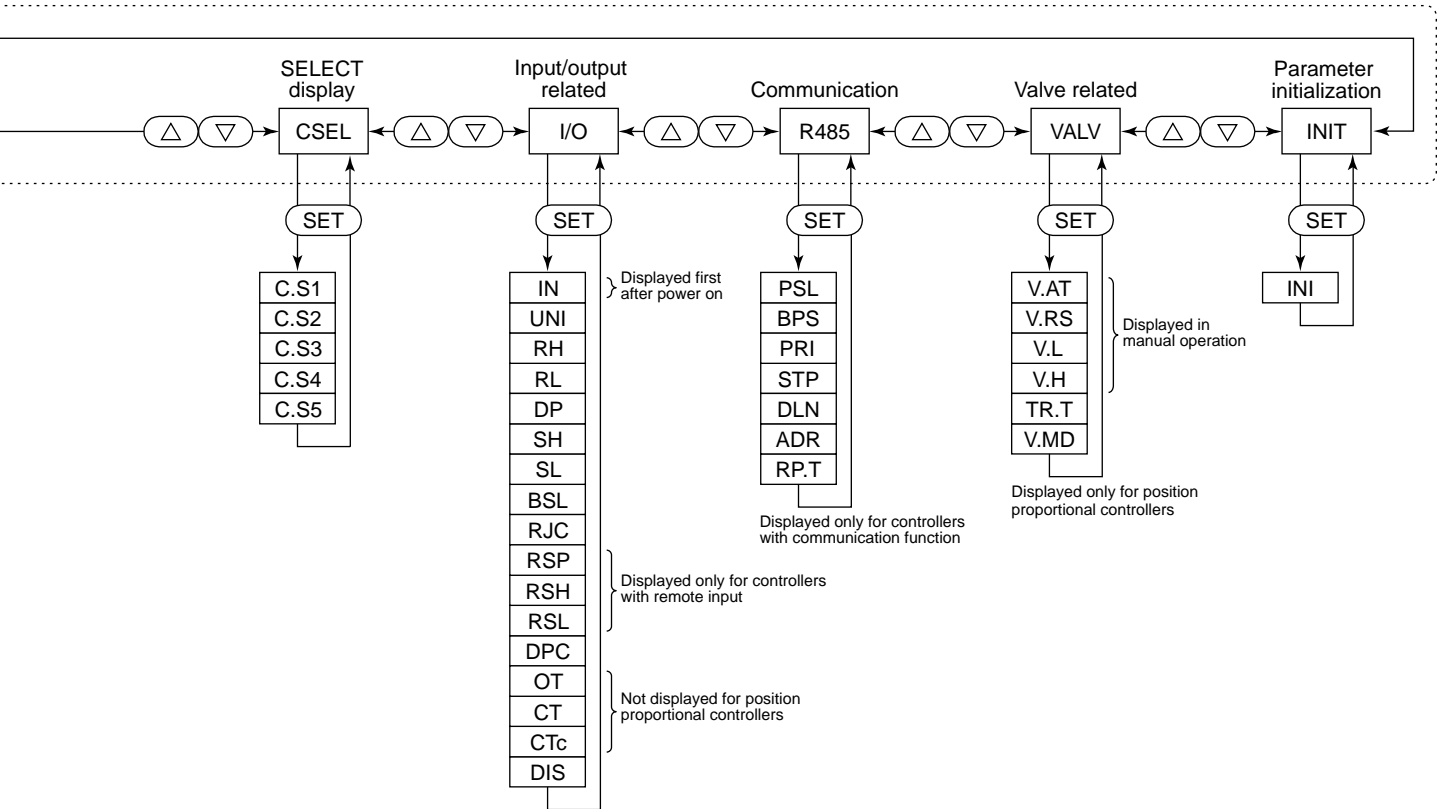 SELECT
display
Input/output
related
Communication
Valve related
Parameter
initialization
CSEL
I/O
R485
VALV
INIT
SET
SET
SET
SET
SET
C.S1
C.S2
C.S3
C.S4
C.S5
IN
UNI
RH
RL
DP
SH
SL
BSL
RJC
RSP
RSH
RSL
DPC
OT
CT
CTc
DIS
Displayed first
after power on
Displayed only for controllers
with remote input
Not displayed for position
proportional controllers
PSL
BPS
PRI
STP
DLN
ADR
RP.T
Displayed only for controllers
with communication function
V.AT
V.RS
V.L
V.H
TR.T
V.MD
Displayed in
manual operation
Displayed only for position
proportional controllers
INI